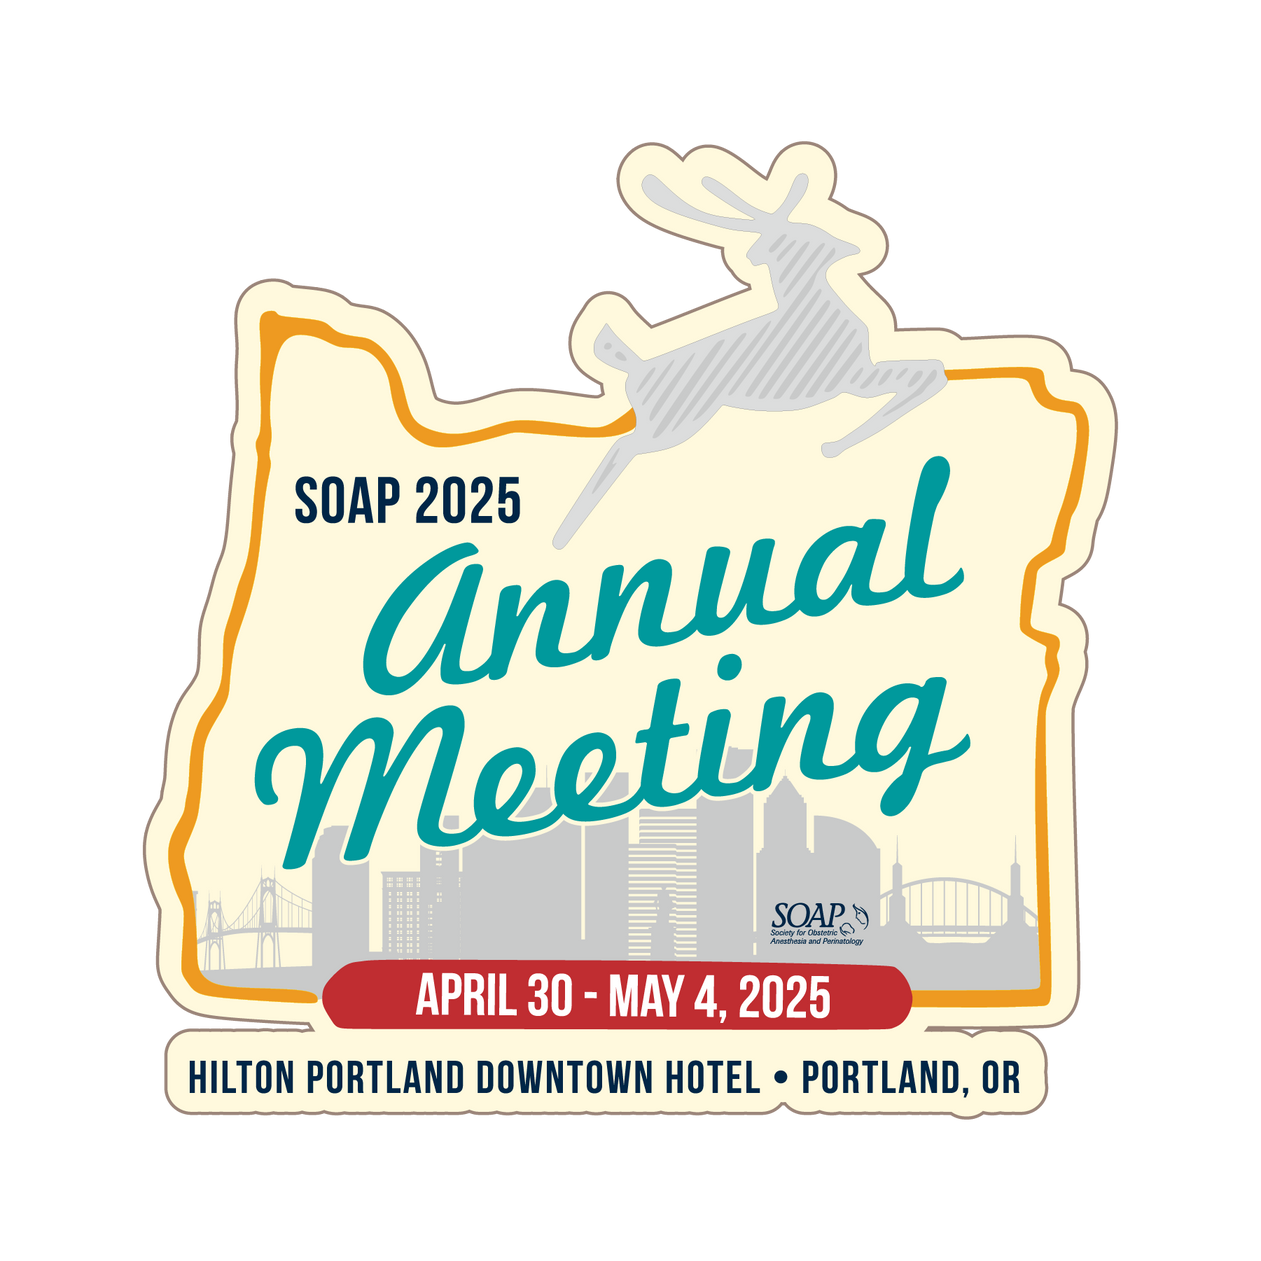 SOAP 2025
Annual
Meeting
SOAP
Society for Obstetric
Anesthesia and Perinatology
APRIL 30 - MAY 4, 2025
HILTON PORTLAND DOWNTOWN HOTEL • PORTLAND, OR